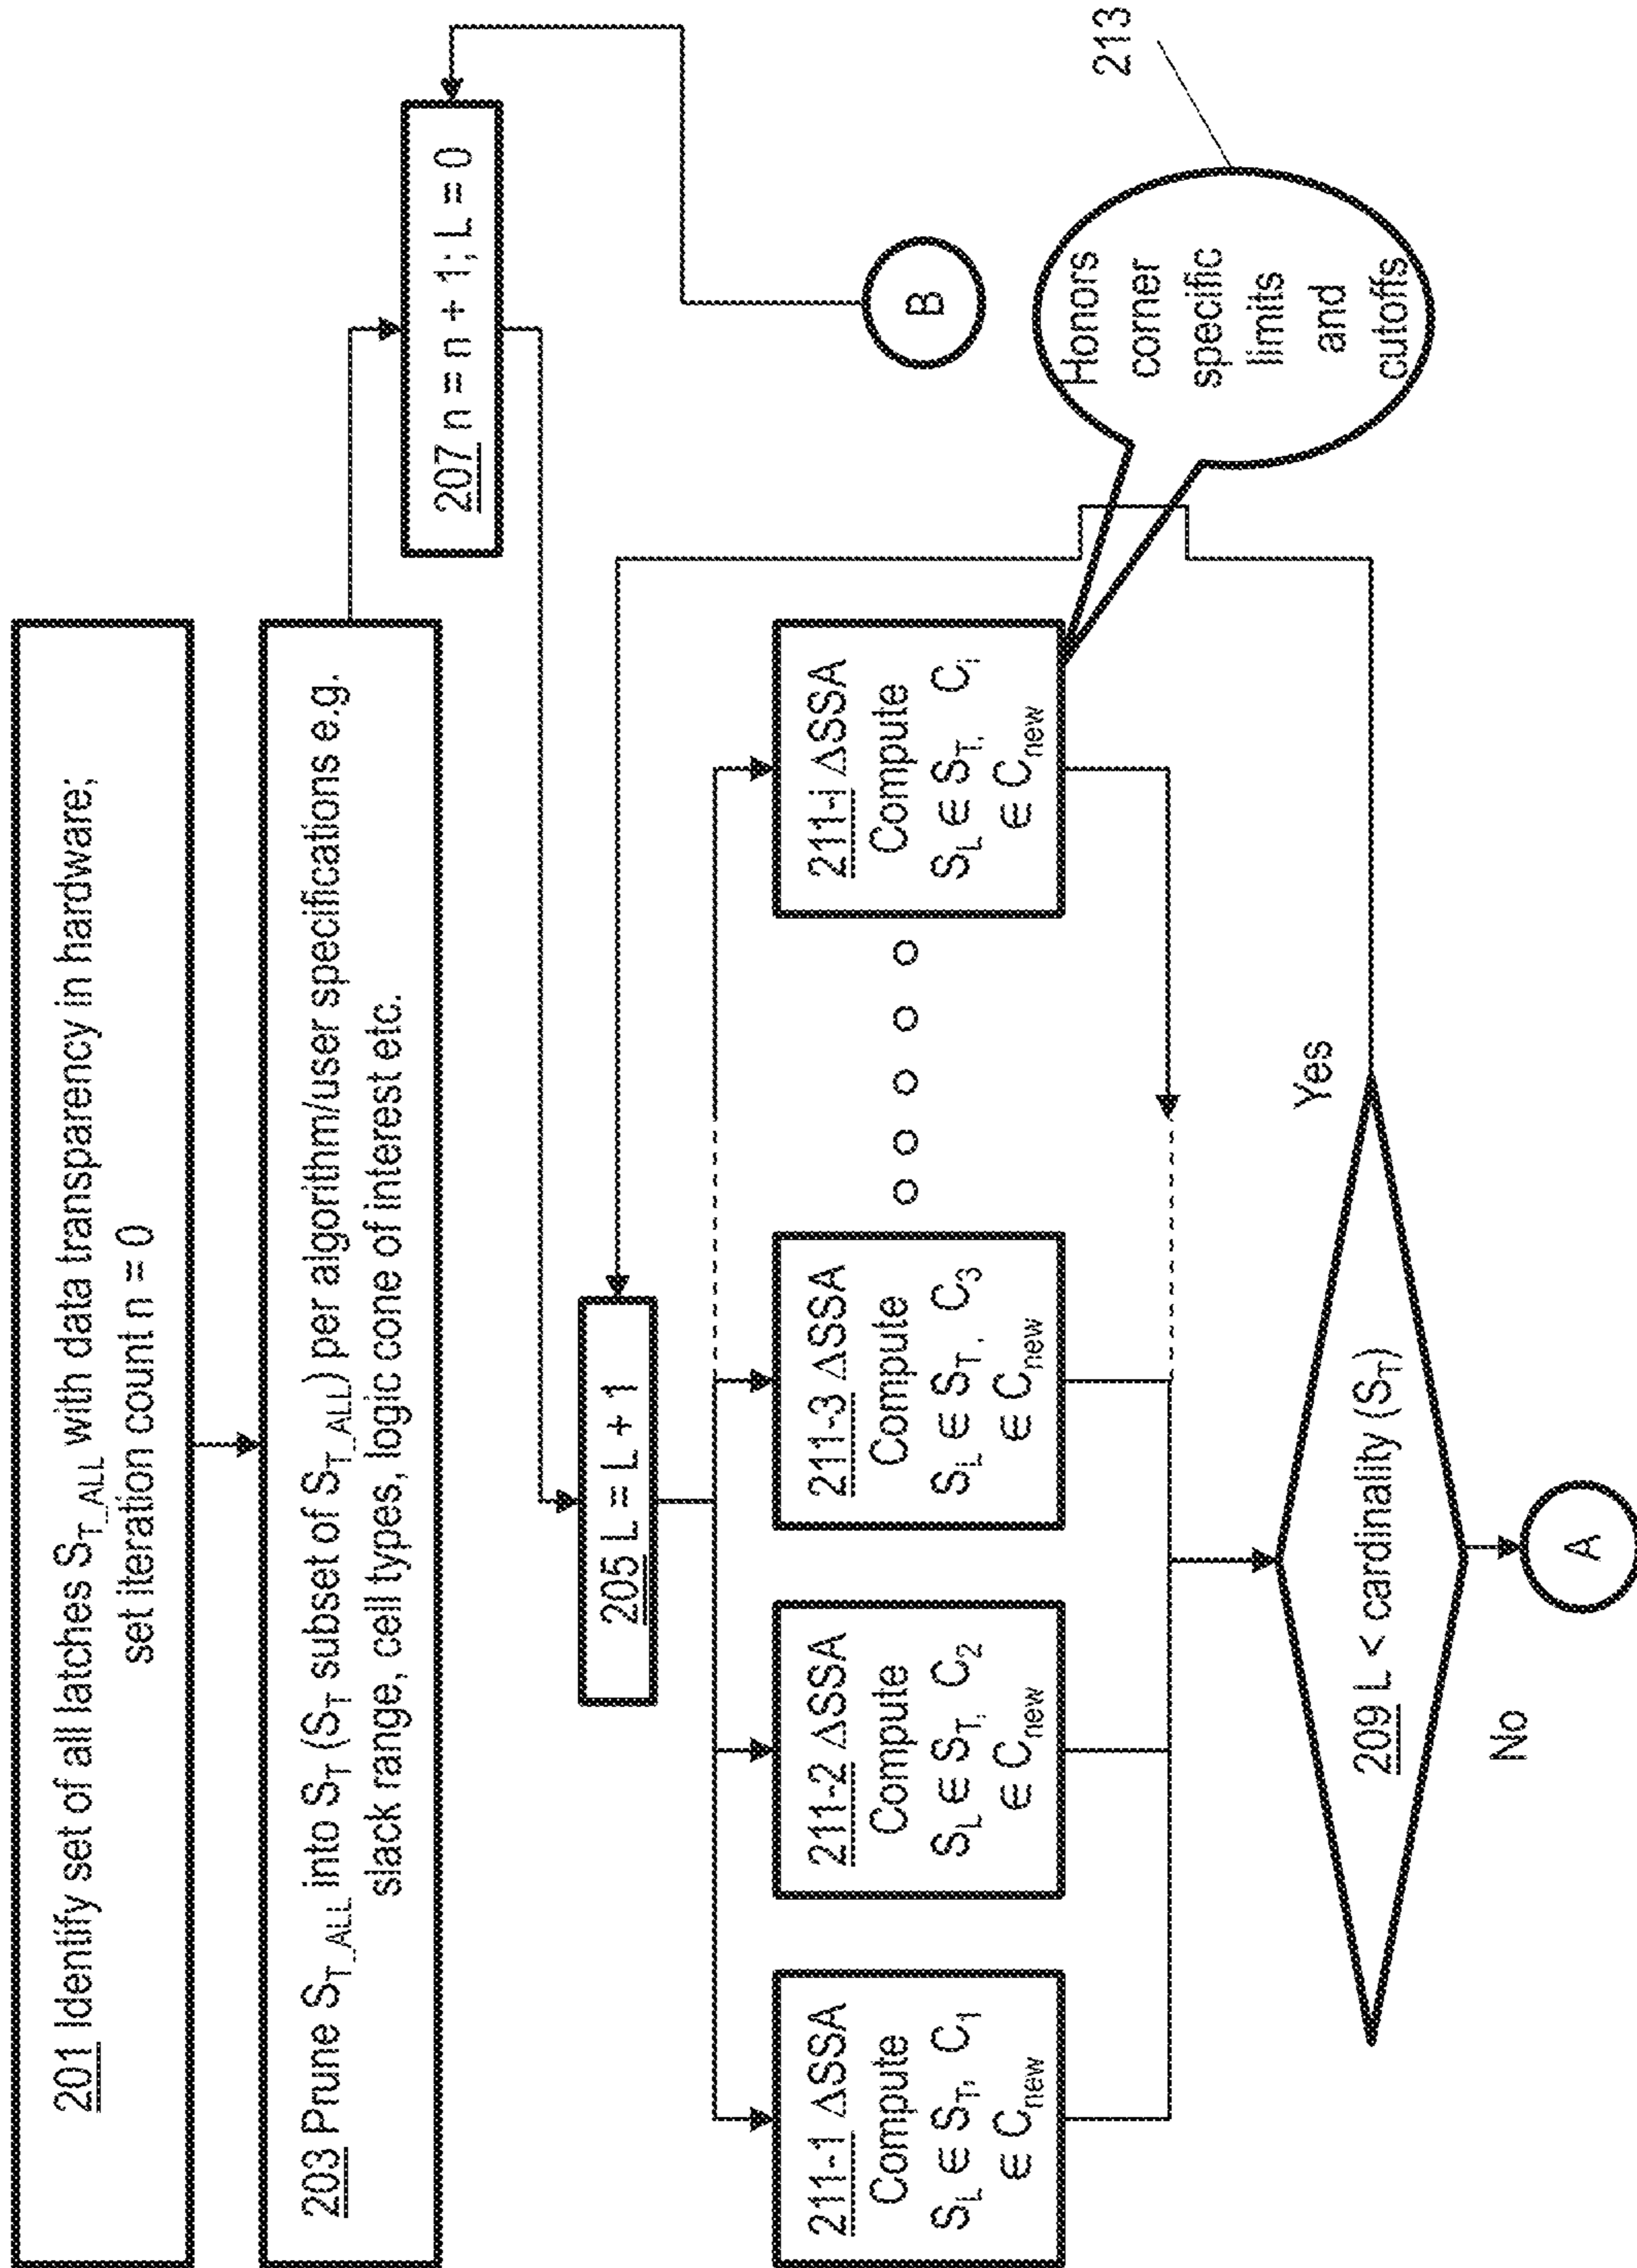 201 Identify set of all latches S_T_ALL with data transparency in hardware;
set iteration count n = 0
203 Prune S_T_ALL into S_T (S_T subset of S_T_ALL) per algorithm/user specifications e.g.
slack range, cell types, logic cone of interest etc.
207 n = n + 1; L = 0
205 L = L + 1
B
211-1 ΔSSA
Compute
S_L ∈ S_T, C_1
∈ C_new
211-2 ΔSSA
Compute
S_L ∈ S_T, C_2
∈ C_new
211-3 ΔSSA
Compute
S_L ∈ S_T, C_3
∈ C_new
211-i ΔSSA
Compute
S_L ∈ S_T, C_i
∈ C_new
Honors
corner
specific
limits
and
cutoffs
213
209 L < cardinality (S_T)
Yes
No
A